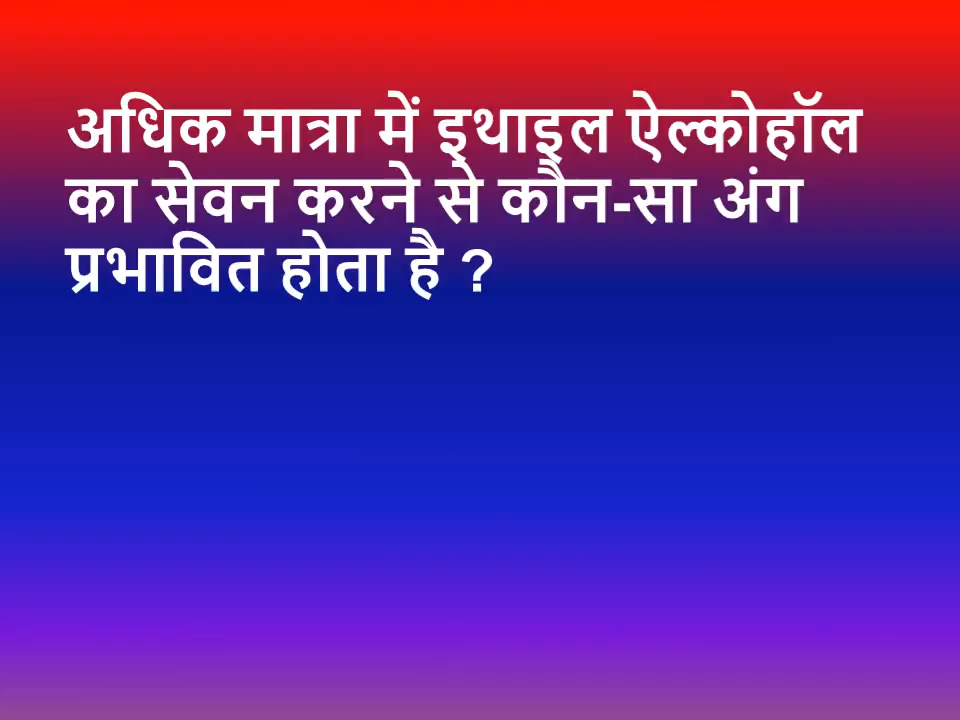 अधिक मात्रा में इथाइल ऐल्कोहॉल
का सेवन करने से कौन-सा अंग
प्रभावित होता है ?